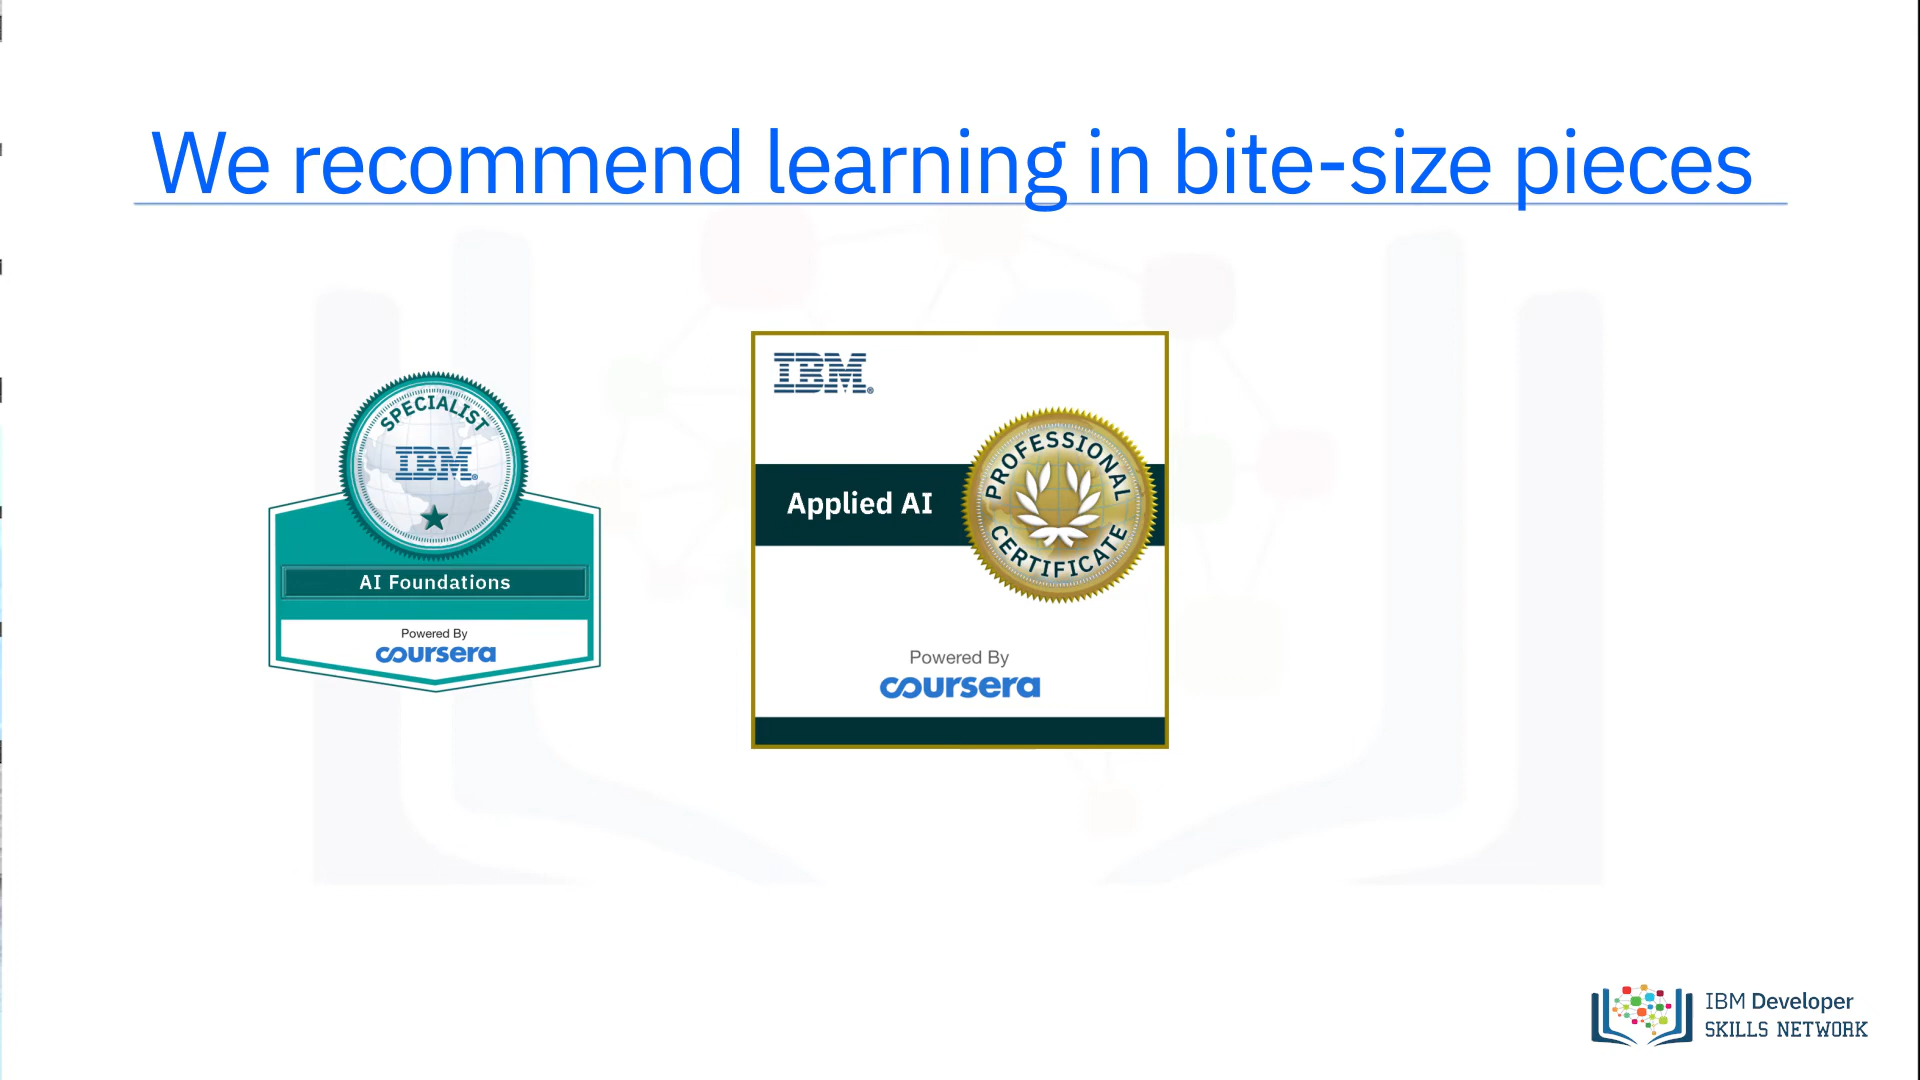 We recommend learning in bite-size pieces
SPECIALIST
IBM®
AI Foundations
Powered By
coursera
IBM®
Applied AI
PROFESSIONAL
CERTIFICATE
Powered By
coursera
IBM Developer
SKILLS NETWORK